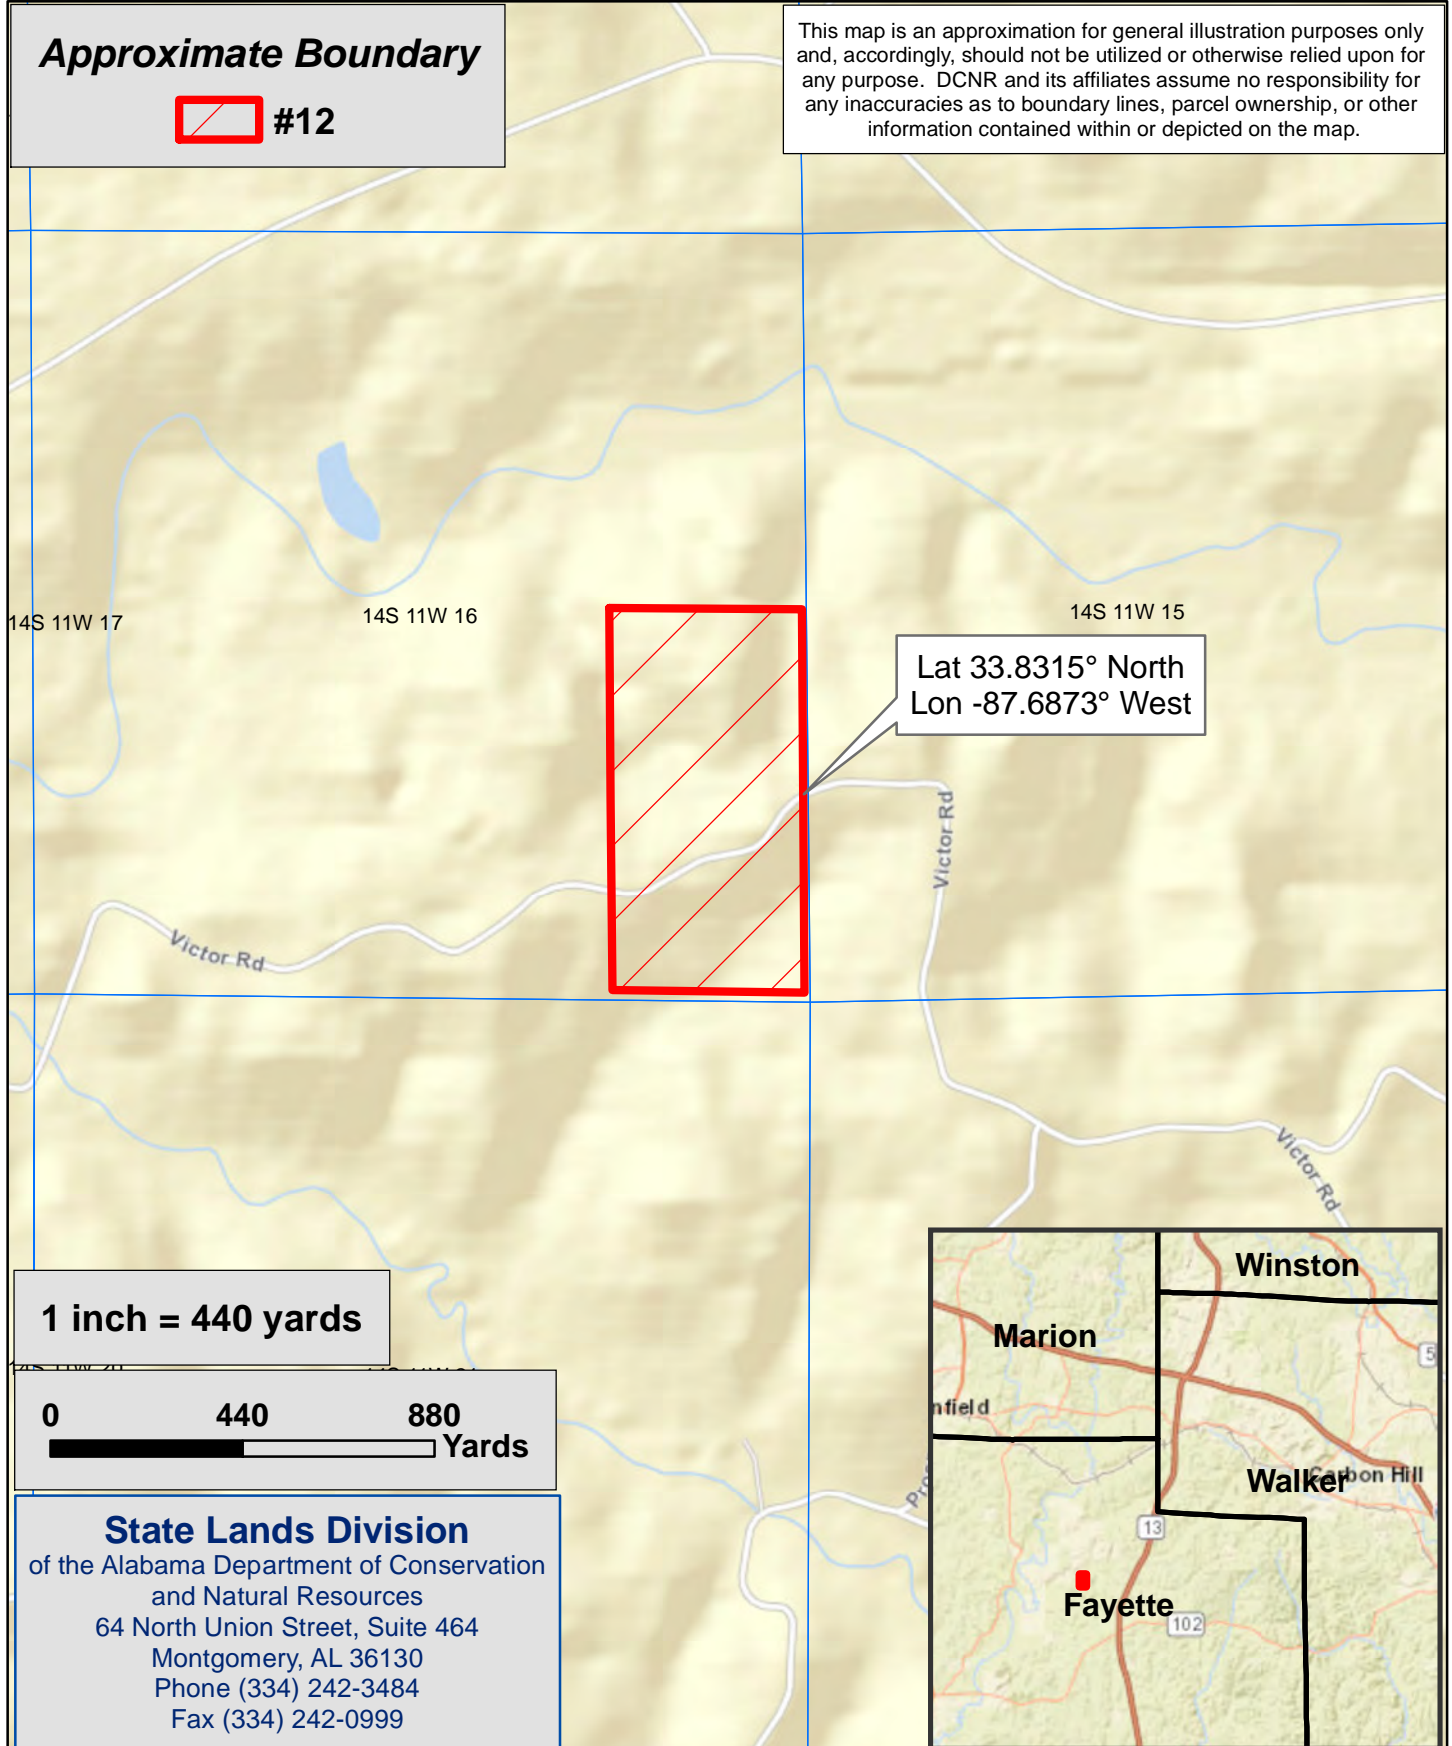 Approximate Boundary
#12
This map is an approximation for general illustration purposes only
and, accordingly, should not be utilized or otherwise relied upon for
any purpose. DCNR and its affiliates assume no responsibility for
any inaccuracies as to boundary lines, parcel ownership, or other
information contained within or depicted on the map.
14S 11W 17
14S 11W 16
14S 11W 15
Lat 33.8315° North
Lon -87.6873° West
Victor Rd
Victor Rd
Victor Rd
1 inch = 440 yards
0 440 880
Yards
State Lands Division
of the Alabama Department of Conservation
and Natural Resources
64 North Union Street, Suite 464
Montgomery, AL 36130
Phone (334) 242-3484
Fax (334) 242-0999
Winston
Marion
5
nfield
Walker
Carbon Hill
13
Fayette
102